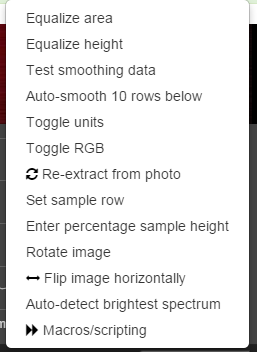 Equalize area
Equalize height
Test smoothing data
Auto-smooth 10 rows below
Toggle units
Toggle RGB
Re-extract from photo
Set sample row
Enter percentage sample height
Rotate image
Flip image horizontally
Auto-detect brightest spectrum
Macros/scripting